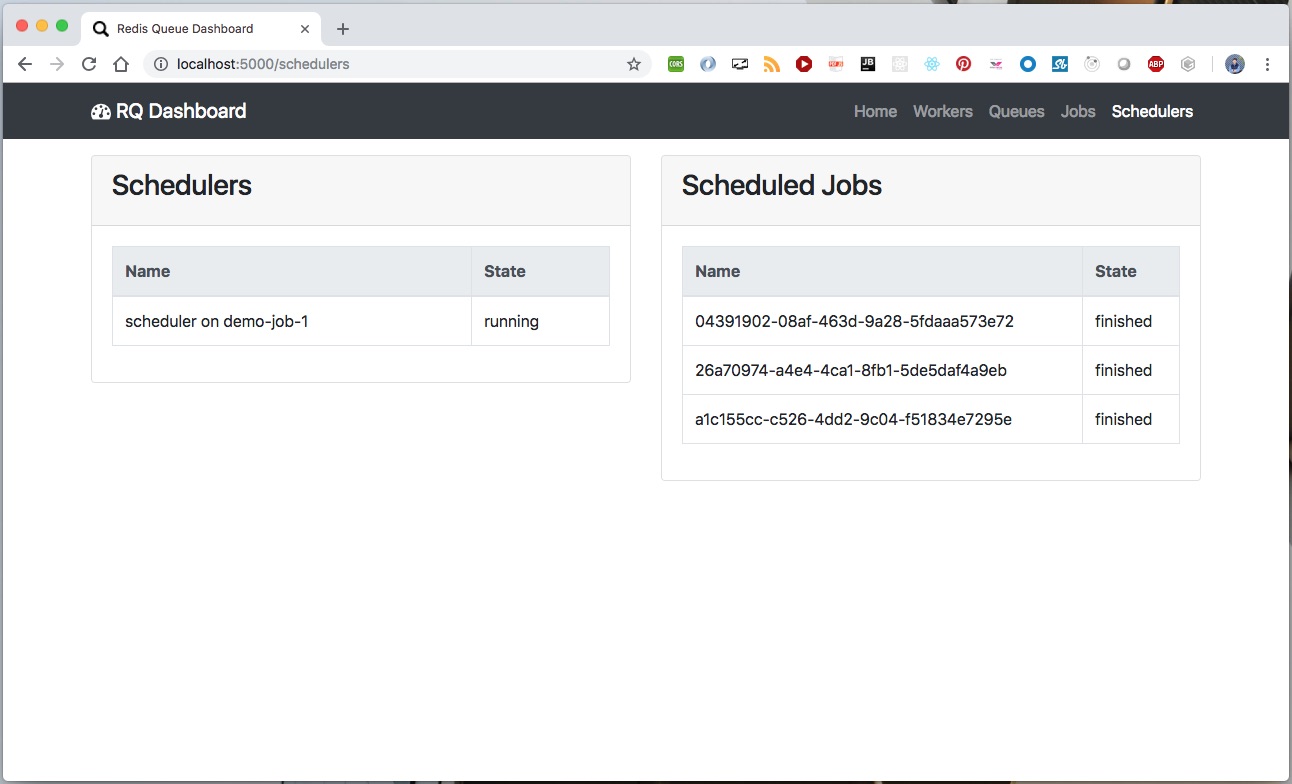 Redis Queue Dashboard
localhost:5000/schedulers
CORS
JB
ABP
RQ Dashboard
Home Workers Queues Jobs Schedulers
Schedulers
Name State
scheduler on demo-job-1 running
Scheduled Jobs
Name State
04391902-08af-463d-9a28-5fdaaa573e72 finished
26a70974-a4e4-4ca1-8fb1-5de5daf4a9eb finished
a1c155cc-c526-4dd2-9c04-f51834e7295e finished